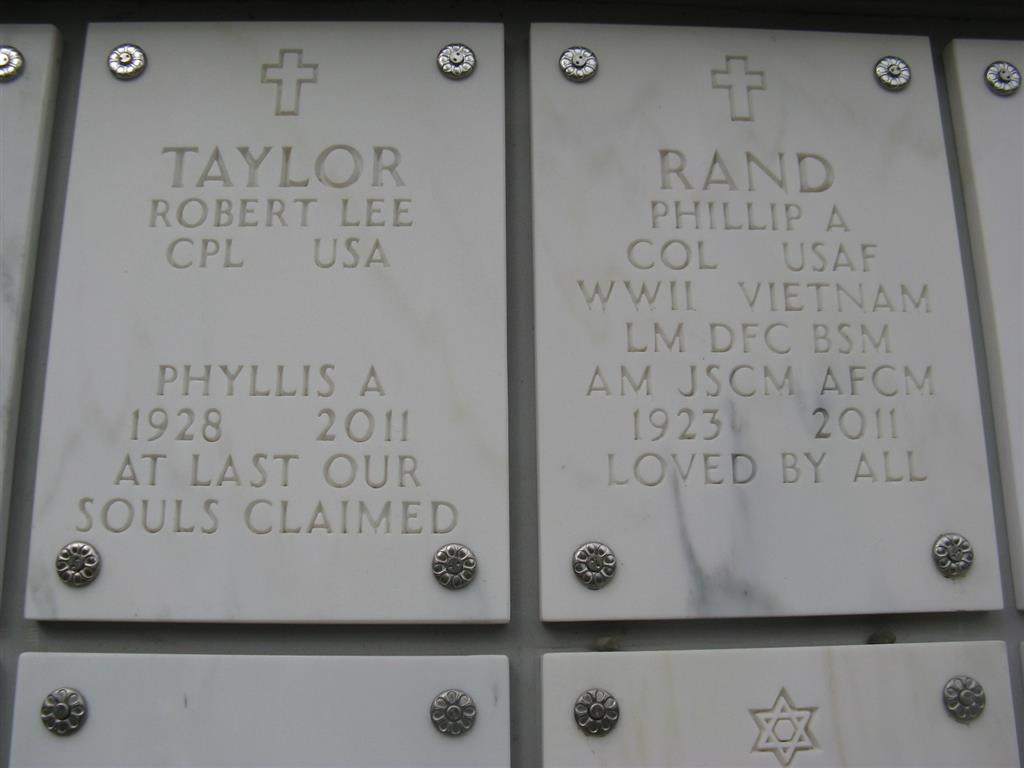 TAYLOR
ROBERT LEE
CPL USA
PHYLLIS A
1928 2011
AT LAST OUR
SOULS CLAIMED
RAND
PHILLIP A
COL USAF
WWII VIETNAM
LM DFC BSM
AM JSCM AFCM
1923 2011
LOVED BY ALL